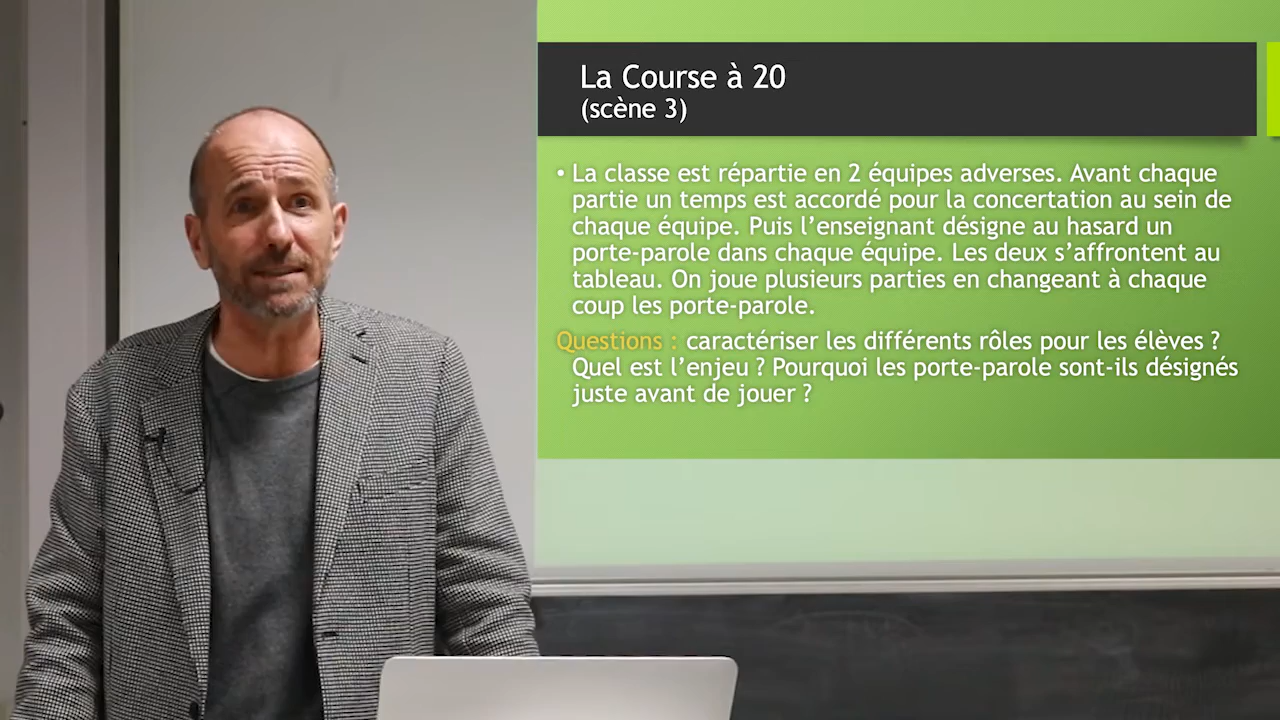 La Course à 20
(scène 3)
• La classe est répartie en 2 équipes adverses. Avant chaque
partie un temps est accordé pour la concertation au sein de
chaque équipe. Puis l’enseignant désigne au hasard un
porte-parole dans chaque équipe. Les deux s’affrontent au
tableau. On joue plusieurs parties en changeant à chaque
coup les porte-parole.
Questions : caractériser les différents rôles pour les élèves ?
Quel est l’enjeu ? Pourquoi les porte-parole sont-ils désignés
juste avant de jouer ?